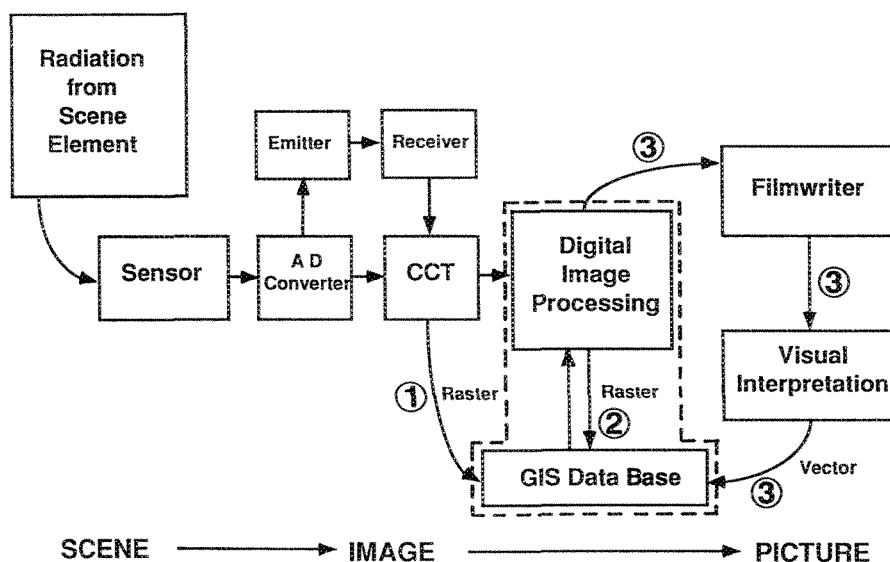 Radiation
from
Scene
Element
Emitter
Receiver
③
Filmwriter
Sensor
A D
Converter
CCT
Digital
Image
Processing
③
Visual
Interpretation
① Raster
Raster
②
GIS Data Base
Vector
③
SCENE IMAGE PICTURE